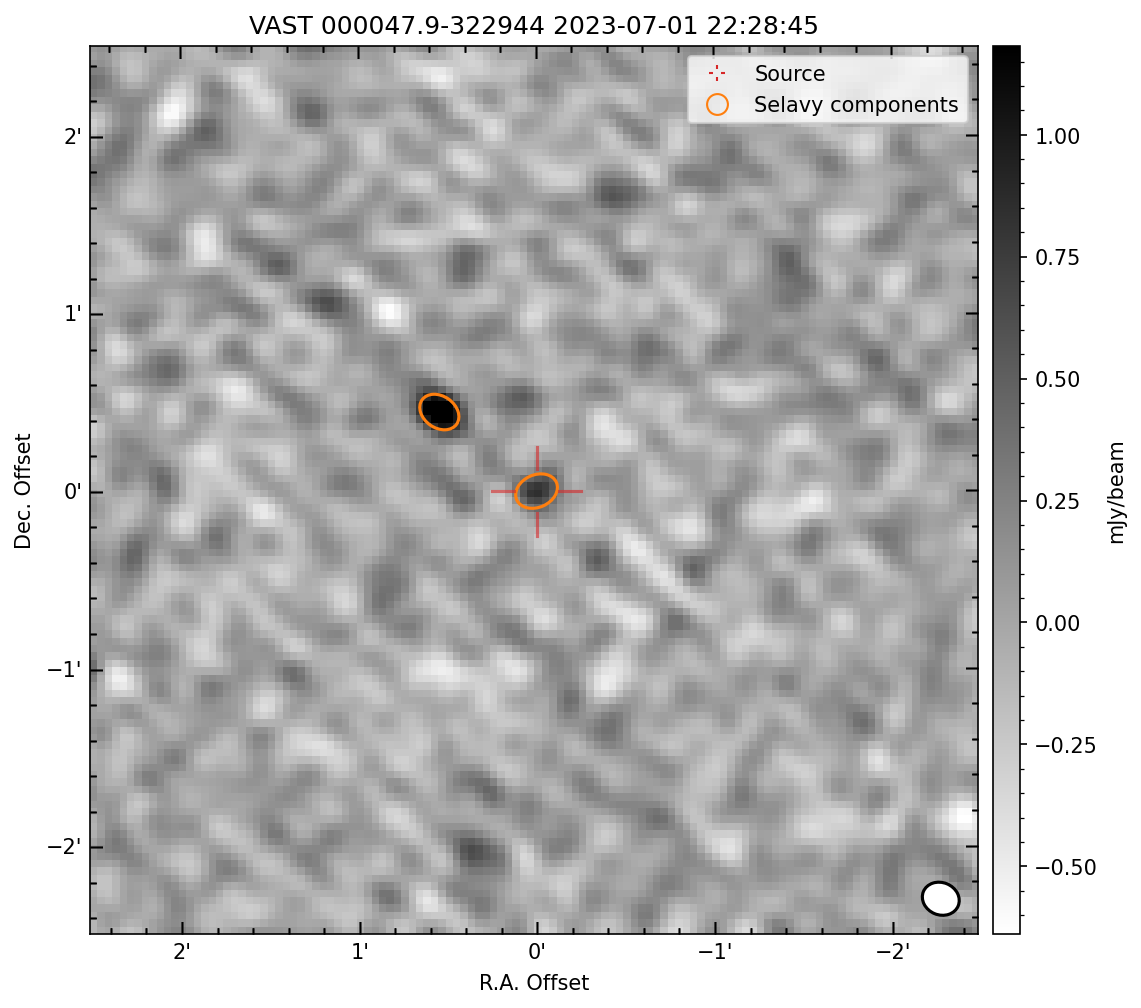 VAST 000047.9-322944 2023-07-01 22:28:45
Source
Selavy components
2'
1'
0'
−1'
−2'
Dec. Offset
2'
1'
0'
−1'
−2'
R.A. Offset
1.00
0.75
0.50
0.25
0.00
−0.25
−0.50
mJy/beam